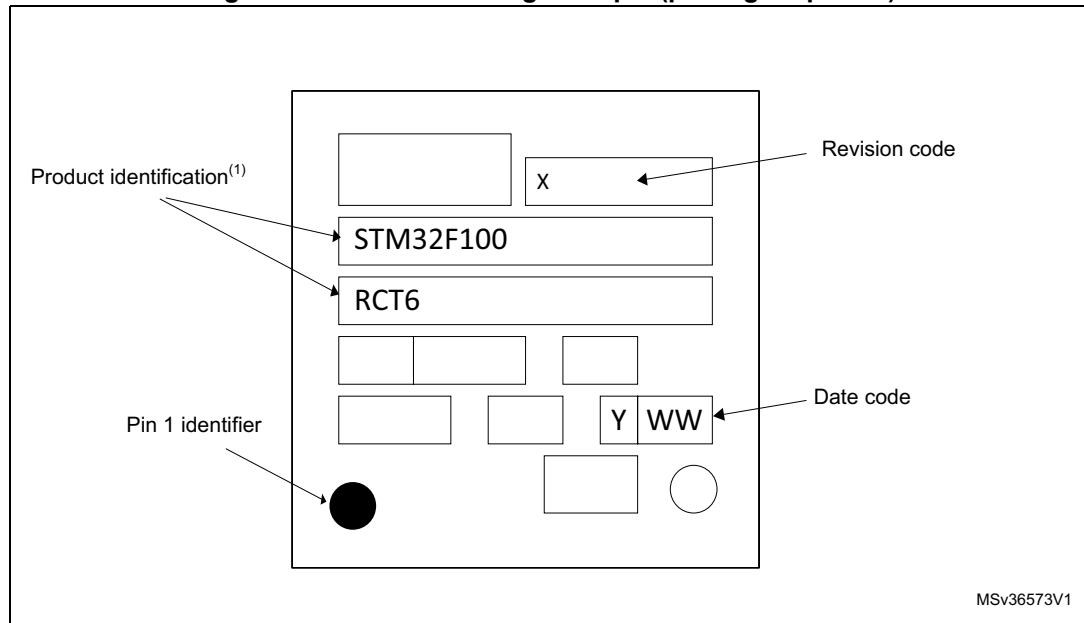 Revision code
Product identification(1)
X
STM32F100
RCT6
Date code
Y WW
Pin 1 identifier
MSv36573V1